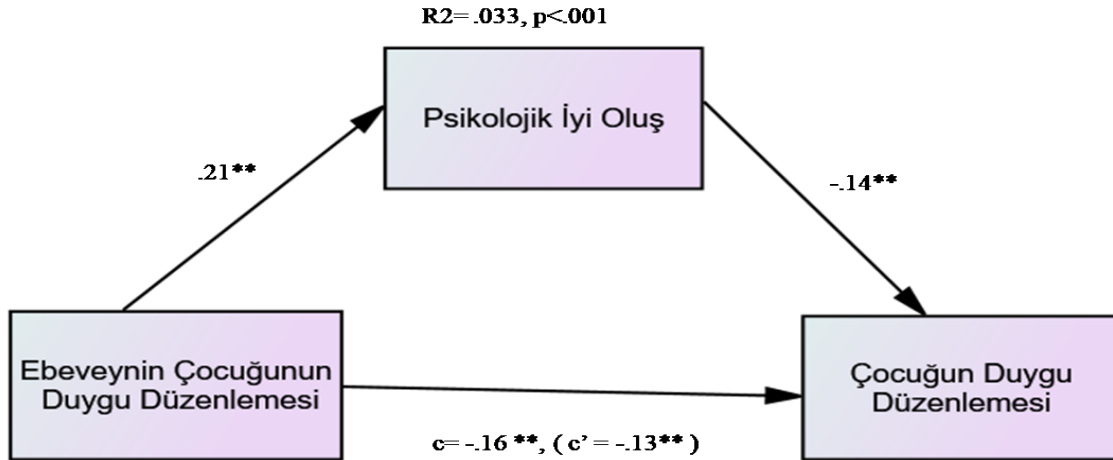 R2= .033, p<.001
Psikolojik İyi Oluş
.21**
-.14**
Ebeveynin Çocuğunun
Duygu Düzenlemesi
Çocuğun Duygu
Düzenlemesi
c= -.16 **, ( c’ = -.13** )